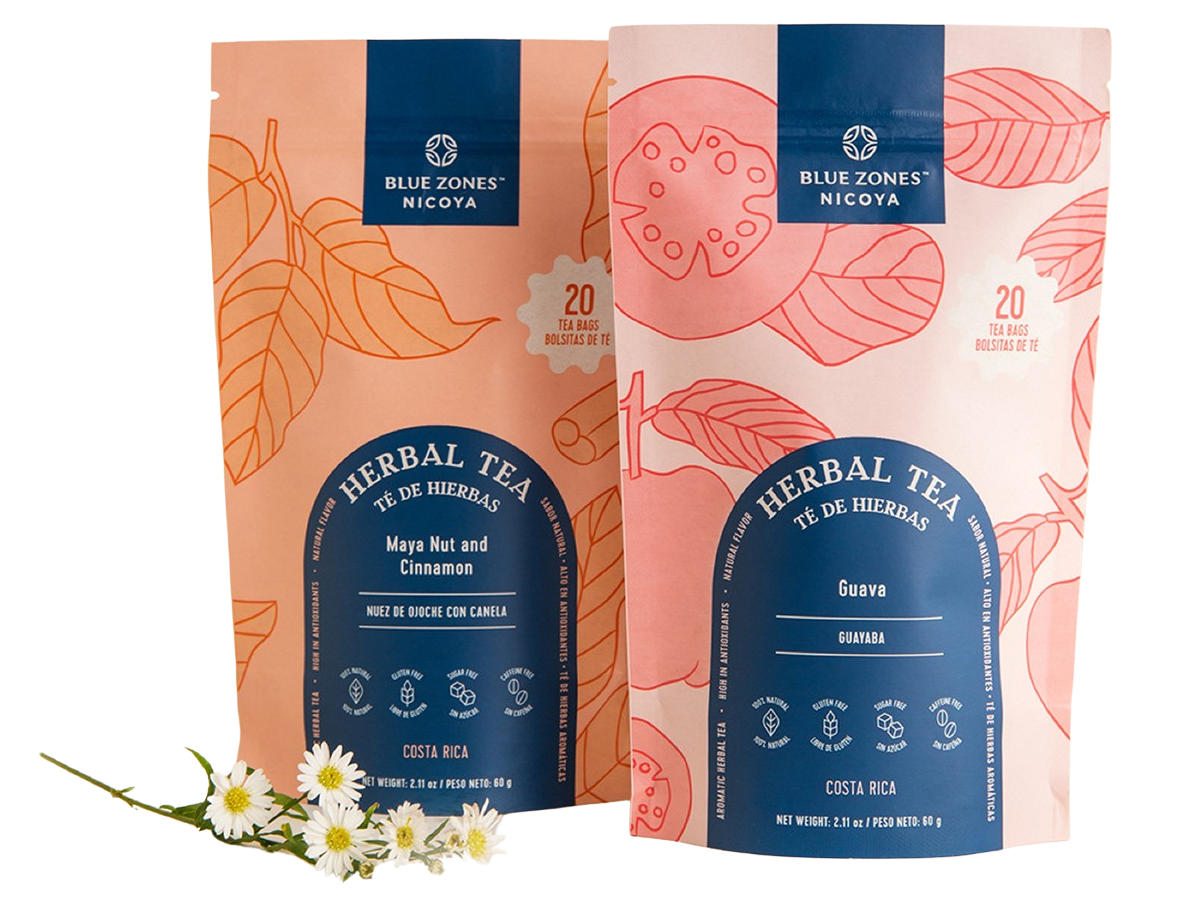 BLUE ZONES™
NICOYA
20
TEA BAGS
BOLSITAS DE TÉ
HERBAL TEA
TÉ DE HIERBAS
Maya Nut and
Cinnamon
NUEZ DE OJOCHE CON CANELA
HERBAL TEA • HIGH IN ANTIOXIDANTS • NATURAL FLAVOR
SABOR NATURAL • ALTO EN ANTIOXIDANTES • TÉ DE HIERBAS AROMÁTICAS
100% NATURAL
100% NATURAL
GLUTEN FREE
LIBRE DE GLUTEN
SUGAR FREE
SIN AZÚCAR
CAFFEINE FREE
SIN CAFEÍNA
COSTA RICA
NET WEIGHT: 2.11 oz / PESO NETO: 60 g
BLUE ZONES™
NICOYA
20
TEA BAGS
BOLSITAS DE TÉ
HERBAL TEA
TÉ DE HIERBAS
Guava
GUAYABA
AROMATIC HERBAL TEA • HIGH IN ANTIOXIDANTS • NATURAL FLAVOR
SABOR NATURAL • ALTO EN ANTIOXIDANTES • TÉ DE HIERBAS AROMÁTICAS
100% NATURAL
100% NATURAL
GLUTEN FREE
LIBRE DE GLUTEN
SUGAR FREE
SIN AZÚCAR
CAFFEINE FREE
SIN CAFEÍNA
COSTA RICA
NET WEIGHT: 2.11 oz / PESO NETO: 60 g